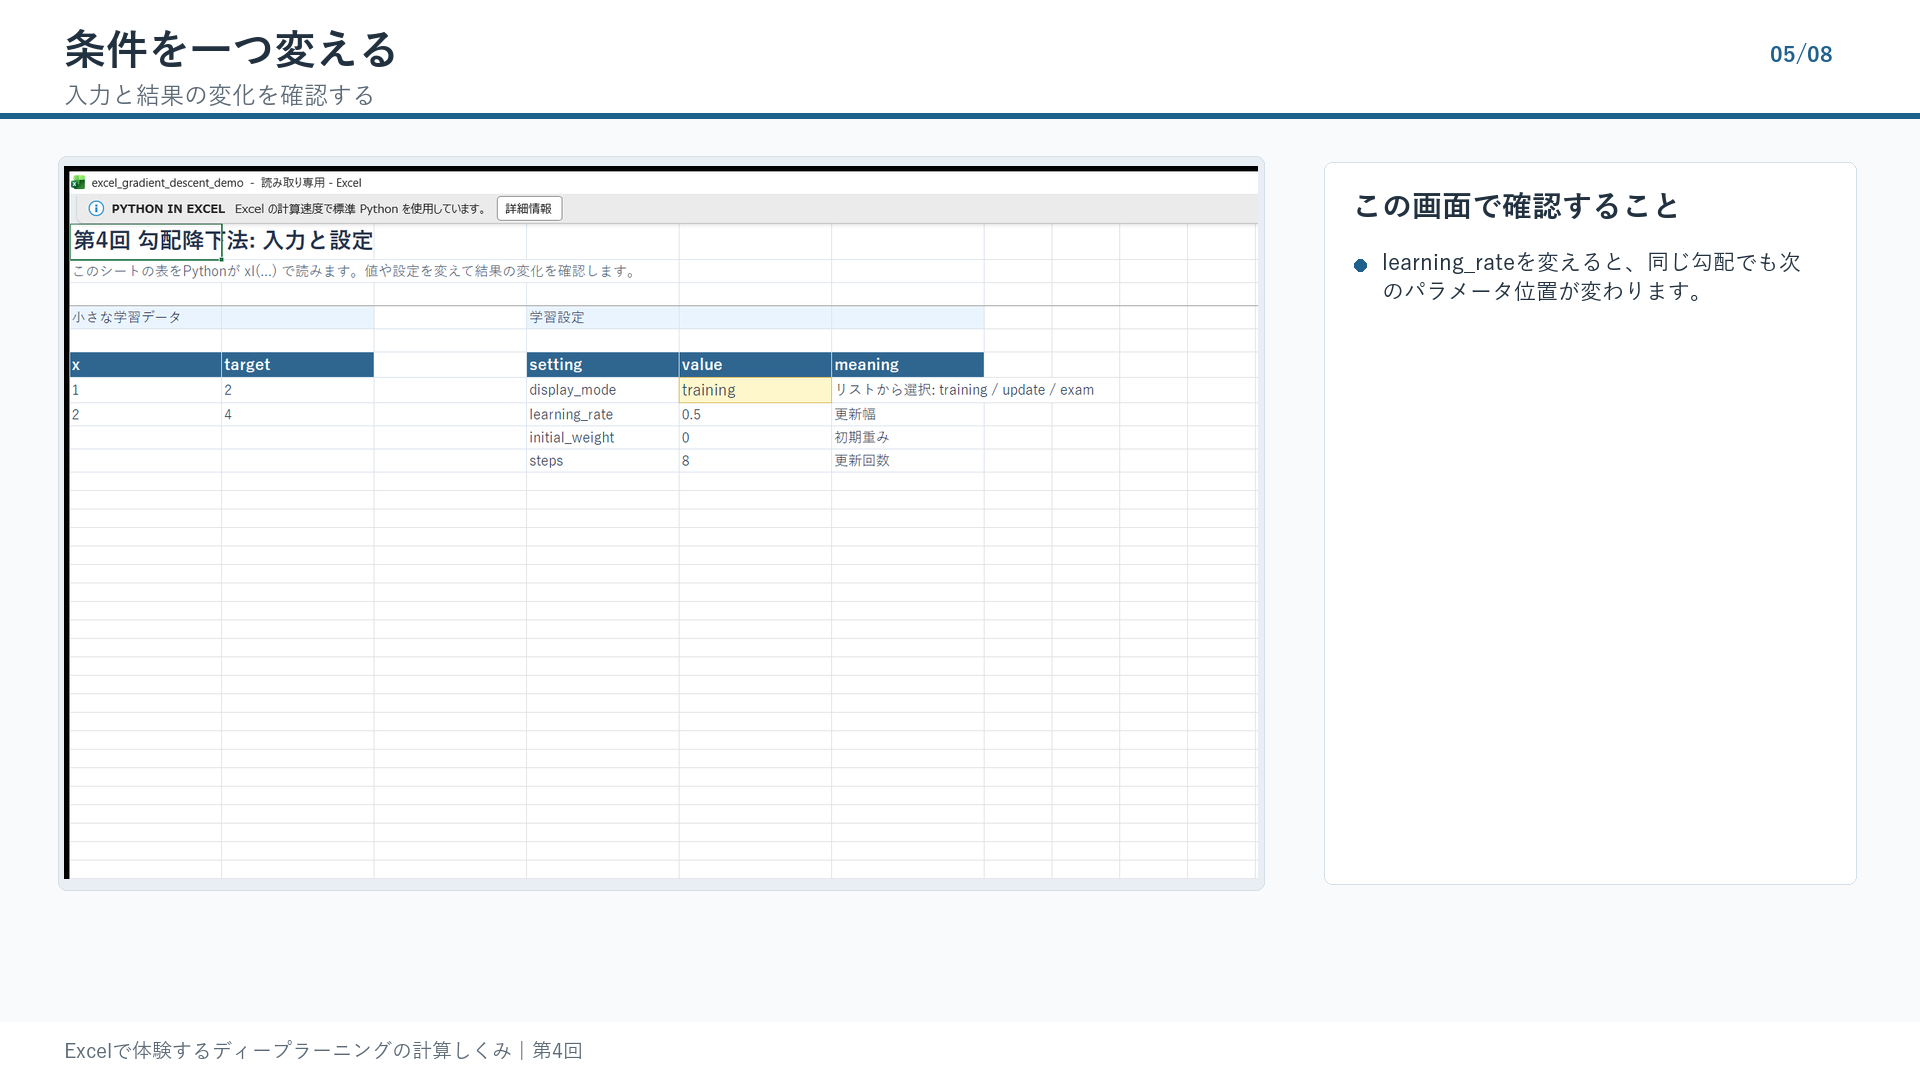 条件を一つ変える
05/08
入力と結果の変化を確認する
excel_gradient_descent_demo - 読み取り専用 - Excel
PYTHON IN EXCEL Excel の計算速度で標準 Python を使用しています。 詳細情報
第4回 勾配降下法: 入力と設定
このシートの表をPythonが xl(...) で読みます。値や設定を変えて結果の変化を確認します。
小さな学習データ 学習設定
x target setting value meaning
1 2 display_mode training リストから選択: training / update / exam
2 4 learning_rate 0.5 更新幅
initial_weight 0 初期重み
steps 8 更新回数
この画面で確認すること
learning_rateを変えると、同じ勾配でも次
のパラメータ位置が変わります。
Excelで体験するディープラーニングの計算しくみ｜第4回